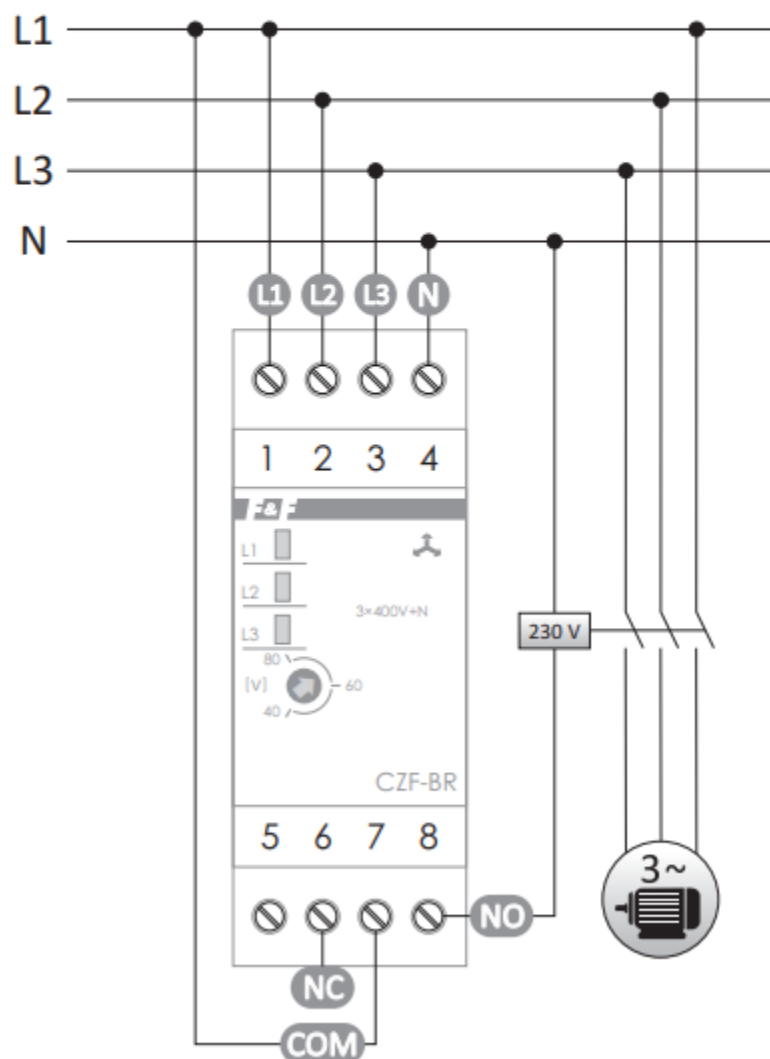 L1
L2
L3
N
L1 L2 L3 N
1 2 3 4
F&F
L1
L2
3×400V+N
L3
80
[V]
60
40
230 V
CZF-BR
5 6 7 8
3~
NO
NC
COM